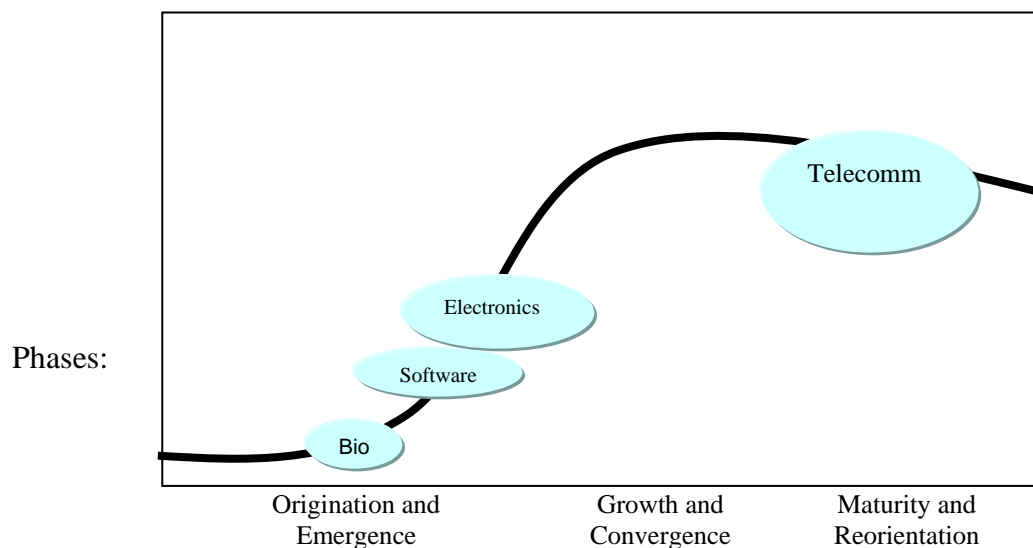 Telecomm
Electronics
Phases:
Software
Bio
Origination and
Emergence
Growth and
Convergence
Maturity and
Reorientation